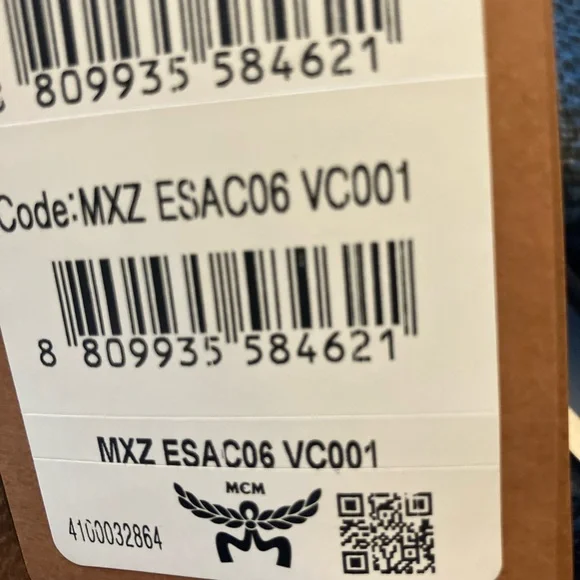 809935 584621
Code:MXZ ESAC06 VC001
8 809935 584621
MXZ ESAC06 VC001
MCM
4100032864